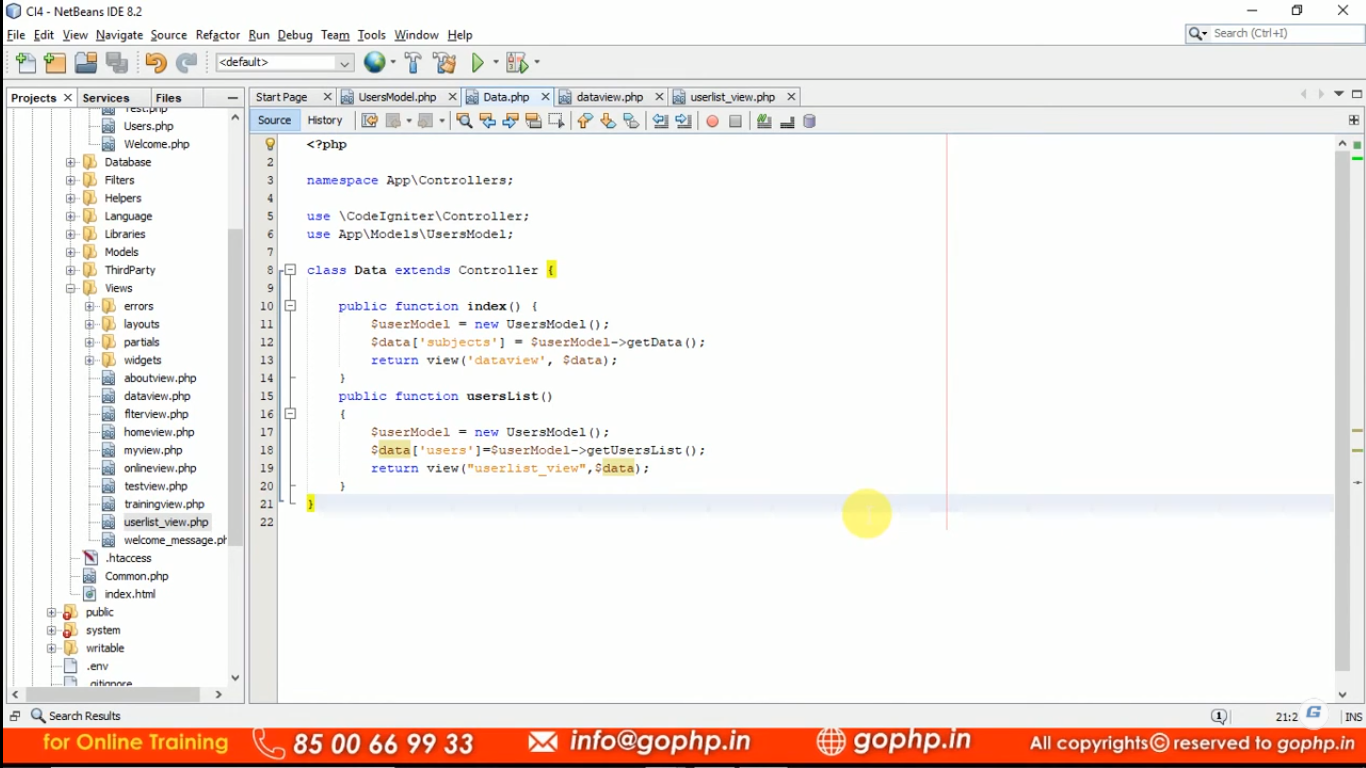 CI4 - NetBeans IDE 8.2
File Edit View Navigate Source Refactor Run Debug Team Tools Window Help
Search (Ctrl+I)
<default>
Projects Services Files
Test.php
Users.php
Welcome.php
Database
Filters
Helpers
Language
Libraries
Models
ThirdParty
Views
errors
layouts
partials
widgets
aboutview.php
dataview.php
flterview.php
homeview.php
myview.php
onlineview.php
testview.php
trainingview.php
userlist_view.php
welcome_message.ph
.htaccess
Common.php
index.html
public
system
writable
.env
.gitignore
Start Page UsersModel.php Data.php dataview.php userlist_view.php
Source History
<?php
2
3 namespace App\Controllers;
4
5 use \CodeIgniter\Controller;
6 use App\Models\UsersModel;
7
8 class Data extends Controller {
9
10 public function index() {
11 $userModel = new UsersModel();
12 $data['subjects'] = $userModel->getData();
13 return view('dataview', $data);
14 }
15 public function usersList()
16 {
17 $userModel = new UsersModel();
18 $data['users']=$userModel->getUsersList();
19 return view("userlist_view",$data);
20 }
21 }
22
Search Results
1
21:2
G
INS
for Online Training 85 00 66 99 33 info@gophp.in gophp.in All copyrights© reserved to gophp.in